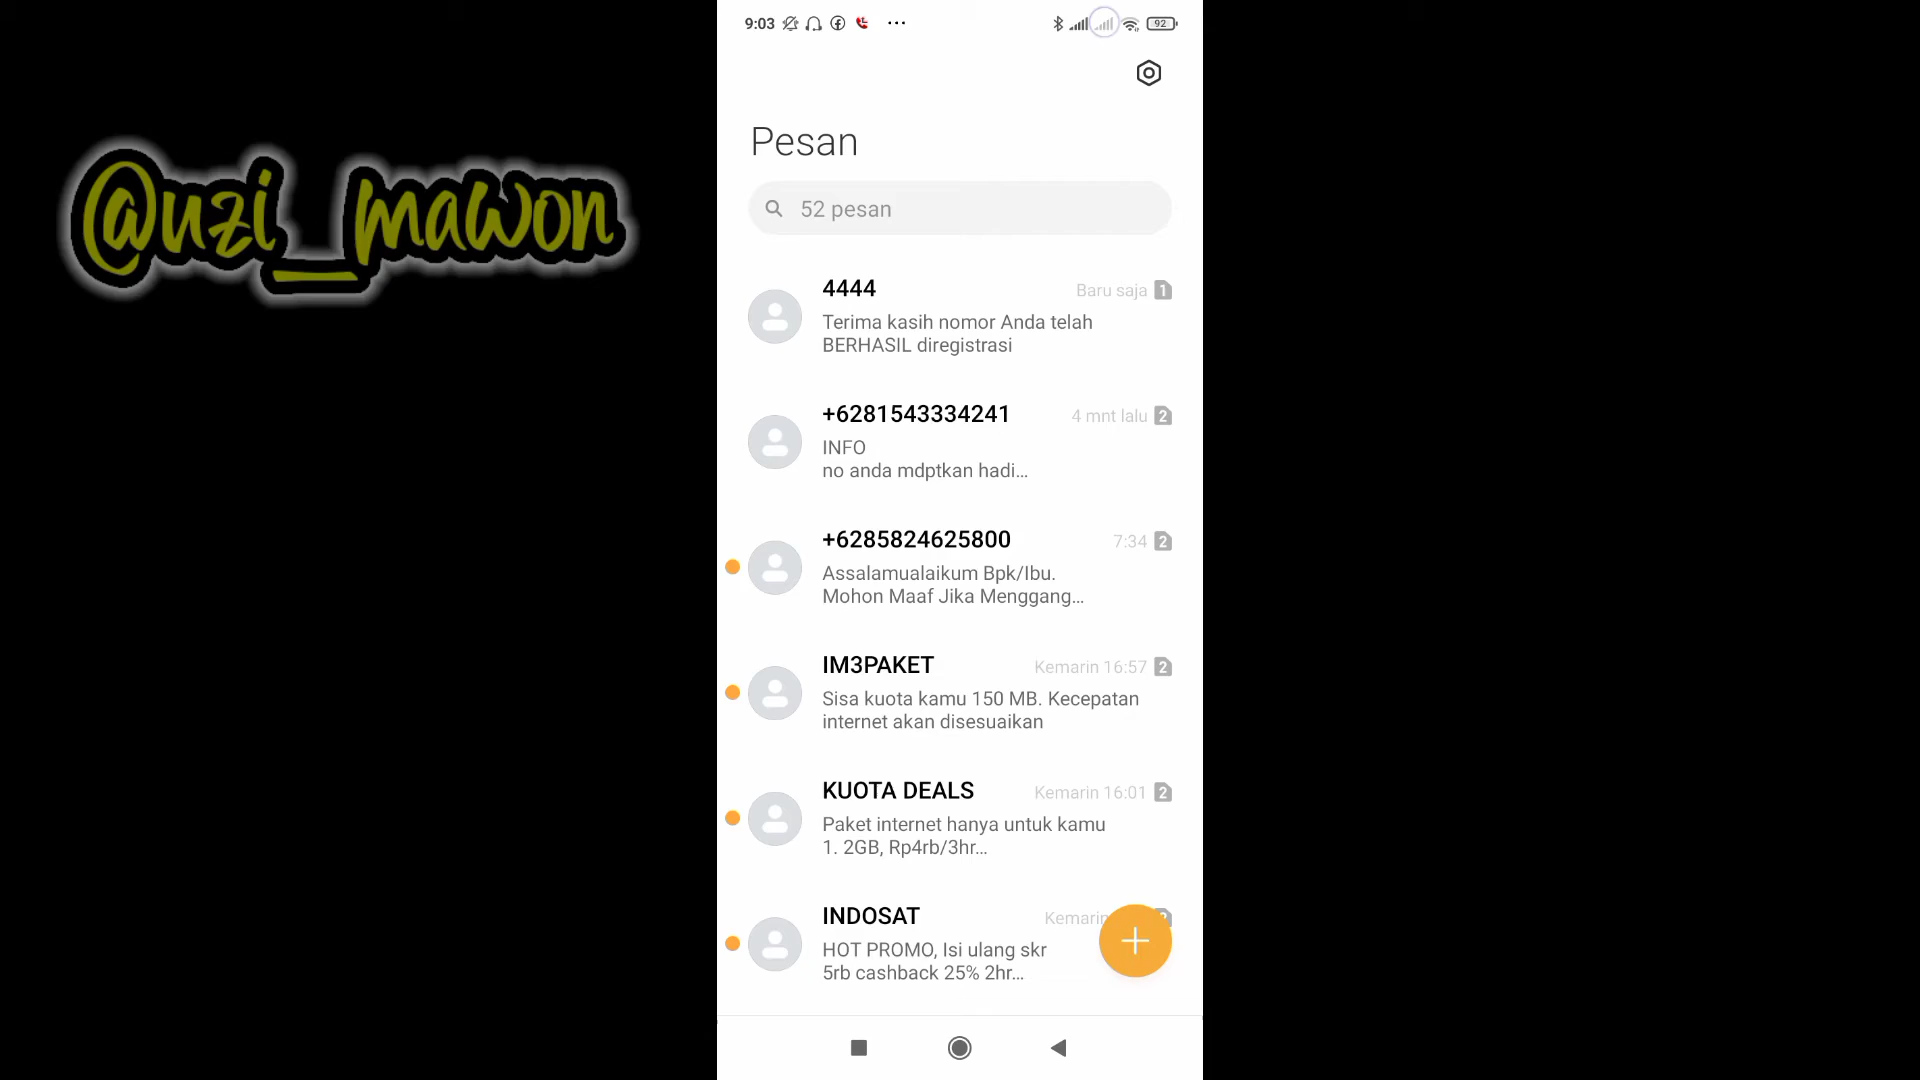 @uzi_mawon
9:03
92
Pesan
52 pesan
4444
Baru saja 1
Terima kasih nomor Anda telah
BERHASIL diregistrasi
+6281543334241
4 mnt lalu 2
INFO
no anda mdptkan hadi...
+6285824625800
7:34 2
Assalamualaikum Bpk/Ibu.
Mohon Maaf Jika Menggang...
IM3PAKET
Kemarin 16:57 2
Sisa kuota kamu 150 MB. Kecepatan
internet akan disesuaikan
KUOTA DEALS
Kemarin 16:01 2
Paket internet hanya untuk kamu
1. 2GB, Rp4rb/3hr...
INDOSAT
Kemarin
HOT PROMO, Isi ulang skr
5rb cashback 25% 2hr...